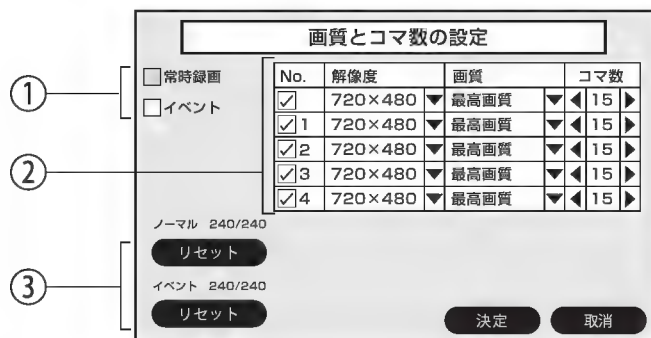 画質とコマ数の設定
① 常時録画
イベント
②
No. 解像度 画質 コマ数
720×480 最高画質 15
1 720×480 最高画質 15
2 720×480 最高画質 15
3 720×480 最高画質 15
4 720×480 最高画質 15
③
ノーマル 240/240
リセット
イベント 240/240
リセット
決定 取消